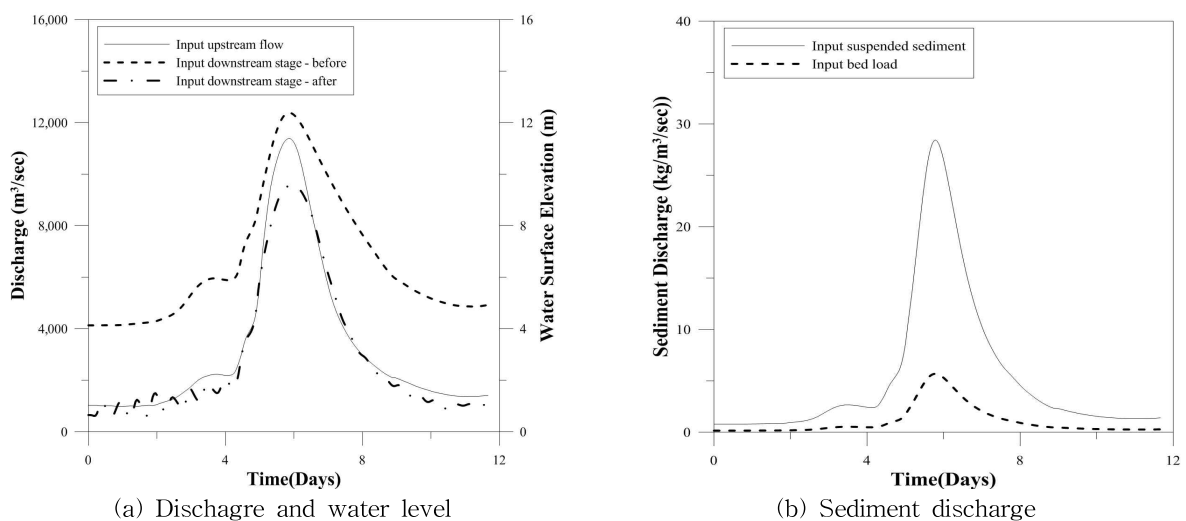 16,000
12,000
8,000
4,000
0
Discharge (m³/sec)
Input upstream flow
Input downstream stage - before
Input downstream stage - after
16
12
8
4
0
Water Surface Elevation (m)
0 4 8 12
Time(Days)
(a) Dischagre and water level
40
30
20
10
0
Sediment Discharge (kg/m³/sec))
Input suspended sediment
Input bed load
0 4 8 12
Time(Days)
(b) Sediment discharge